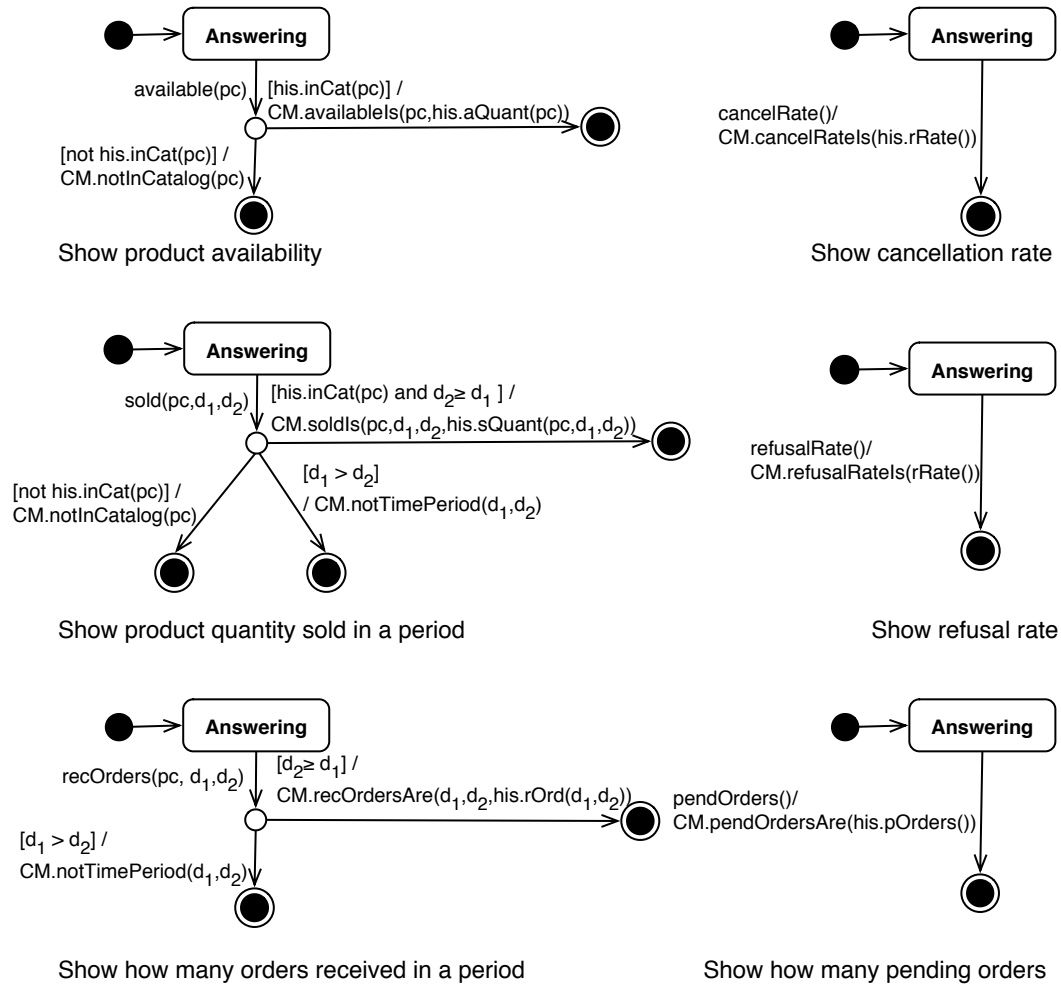 Answering
available(pc)
[his.inCat(pc)] /
CM.availableIs(pc,his.aQuant(pc))
[not his.inCat(pc)] /
CM.notInCatalog(pc)
Show product availability
Answering
cancelRate()/
CM.cancelRateIs(his.rRate())
Show cancellation rate
Answering
sold(pc,d1,d2)
[his.inCat(pc) and d2≥ d1 ] /
CM.soldIs(pc,d1,d2,his.sQuant(pc,d1,d2))
[not his.inCat(pc)] /
CM.notInCatalog(pc)
[d1 > d2]
/ CM.notTimePeriod(d1,d2)
Show product quantity sold in a period
Answering
refusalRate()/
CM.refusalRateIs(rRate())
Show refusal rate
Answering
recOrders(pc, d1,d2)
[d2≥ d1] /
CM.recOrdersAre(d1,d2,his.rOrd(d1,d2))
[d1 > d2] /
CM.notTimePeriod(d1,d2)
Show how many orders received in a period
Answering
pendOrders()/
CM.pendOrdersAre(his.pOrders())
Show how many pending orders